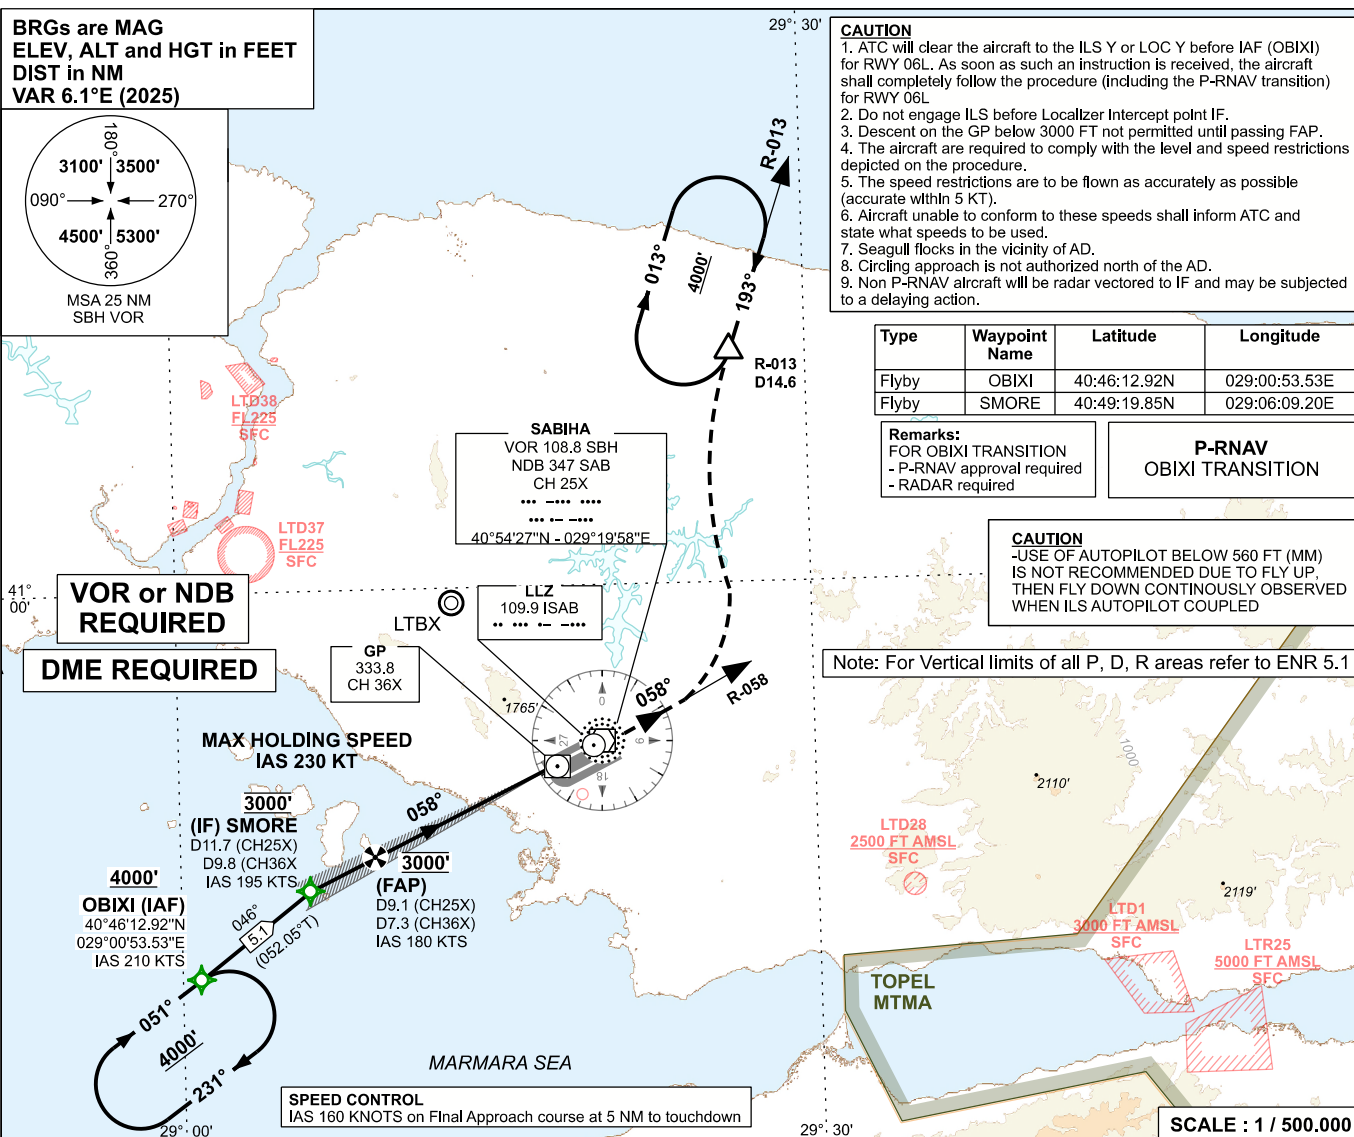 BRGs are MAG
ELEV, ALT and HGT in FEET
DIST in NM
VAR 6.1°E (2025)
180°
3100' 3500'
090° 270°
4500' 5300'
360°
MSA 25 NM
SBH VOR
29° 30'
CAUTION
1. ATC will clear the aircraft to the ILS Y or LOC Y before IAF (OBIXI)
for RWY 06L. As soon as such an instruction is received, the aircraft
shall completely follow the procedure (including the P-RNAV transition)
for RWY 06L
2. Do not engage ILS before Localizer Intercept point IF.
3. Descent on the GP below 3000 FT not permitted until passing FAP.
4. The aircraft are required to comply with the level and speed restrictions
depicted on the procedure.
5. The speed restrictions are to be flown as accurately as possible
(accurate within 5 KT).
6. Aircraft unable to conform to these speeds shall inform ATC and
state what speeds to be used.
7. Seagull flocks in the vicinity of AD.
8. Circling approach is not authorized north of the AD.
9. Non P-RNAV aircraft will be radar vectored to IF and may be subjected
to a delaying action.
R-013
013°
4000'
193°
R-013
D14.6
Type Waypoint Name Latitude Longitude
Flyby OBIXI 40:46:12.92N 029:00:53.53E
Flyby SMORE 40:49:19.85N 029:06:09.20E
Remarks:
FOR OBIXI TRANSITION
- P-RNAV approval required
- RADAR required
P-RNAV
OBIXI TRANSITION
CAUTION
-USE OF AUTOPILOT BELOW 560 FT (MM)
IS NOT RECOMMENDED DUE TO FLY UP,
THEN FLY DOWN CONTINOUSLY OBSERVED
WHEN ILS AUTOPILOT COUPLED
Note: For Vertical limits of all P, D, R areas refer to ENR 5.1
LTD38
FL225
SFC
LTD37
FL225
SFC
SABIHA
VOR 108.8 SBH
NDB 347 SAB
CH 25X
40°54'27"N - 029°19'58"E
41°
00'
VOR or NDB
REQUIRED
DME REQUIRED
LTBX
LLZ
109.9 ISAB
GP
333.8
CH 36X
1765'
0
9
18
27
058°
R-058
MAX HOLDING SPEED
IAS 230 KT
3000'
(IF) SMORE
D11.7 (CH25X)
D9.8 (CH36X
IAS 195 KTS
058°
3000'
(FAP)
D9.1 (CH25X)
D7.3 (CH36X)
IAS 180 KTS
4000'
OBIXI (IAF)
40°46'12.92"N
029°00'53.53"E
IAS 210 KTS
046°
5.1
(052.05°T)
051°
4000'
231°
1000
2110'
LTD28
2500 FT AMSL
SFC
2119'
LTD1
3000 FT AMSL
SFC
LTR25
5000 FT AMSL
SFC
TOPEL
MTMA
MARMARA SEA
SPEED CONTROL
IAS 160 KNOTS on Final Approach course at 5 NM to touchdown
29° 00'
29° 30'
SCALE : 1 / 500.000